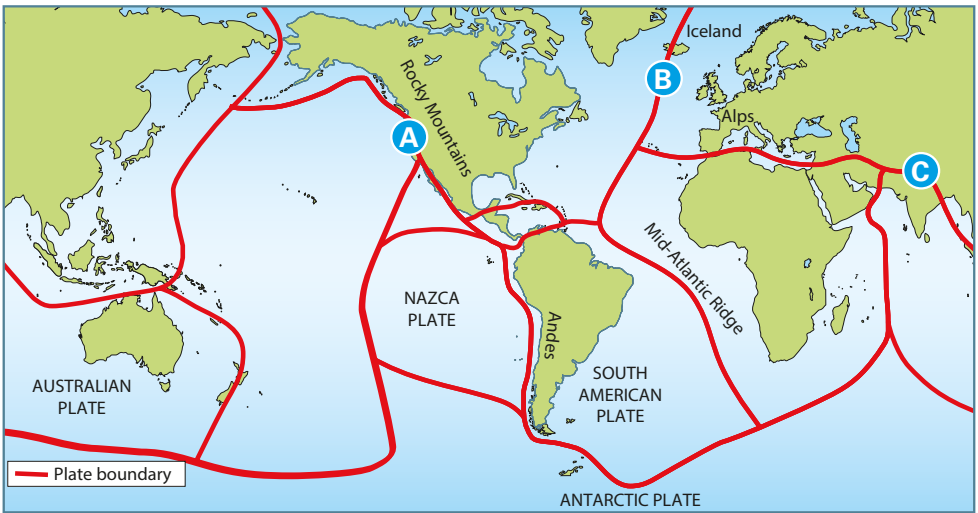 Iceland
B
Rocky Mountains
Alps
A
C
Mid-Atlantic Ridge
NAZCA
PLATE
Andes
AUSTRALIAN
PLATE
SOUTH
AMERICAN
PLATE
Plate boundary
ANTARCTIC PLATE